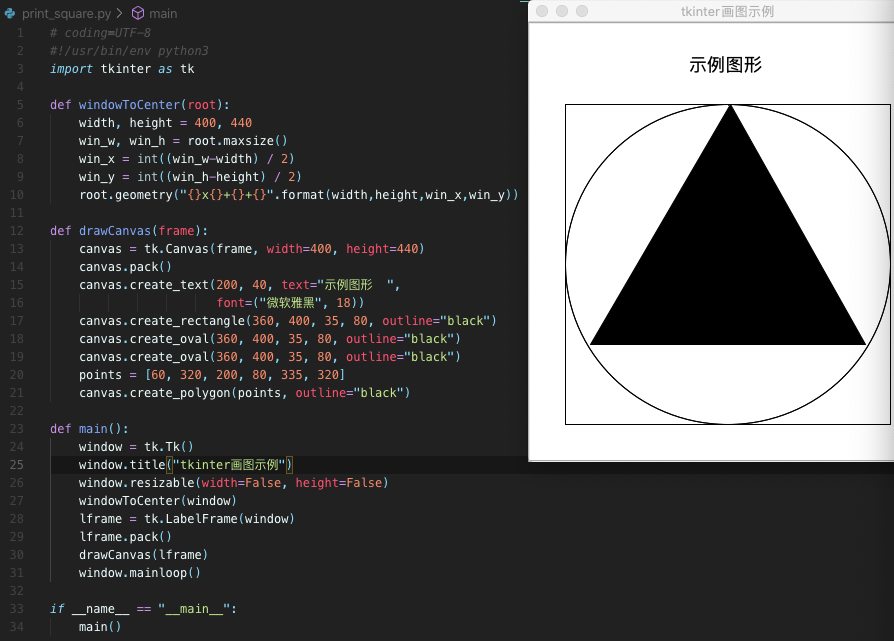 print_square.py > main
1 # coding=UTF-8
2 #!/usr/bin/env python3
3 import tkinter as tk
4
5 def windowToCenter(root):
6     width, height = 400, 440
7     win_w, win_h = root.maxsize()
8     win_x = int((win_w-width) / 2)
9     win_y = int((win_h-height) / 2)
10     root.geometry("{}x{}+{}+{}".format(width,height,win_x,win_y))
11
12 def drawCanvas(frame):
13     canvas = tk.Canvas(frame, width=400, height=440)
14     canvas.pack()
15     canvas.create_text(200, 40, text="示例图形  ",
16                        font=("微软雅黑", 18))
17     canvas.create_rectangle(360, 400, 35, 80, outline="black")
18     canvas.create_oval(360, 400, 35, 80, outline="black")
19     canvas.create_oval(360, 400, 35, 80, outline="black")
20     points = [60, 320, 200, 80, 335, 320]
21     canvas.create_polygon(points, outline="black")
22
23 def main():
24     window = tk.Tk()
25     window.title("tkinter画图示例")
26     window.resizable(width=False, height=False)
27     windowToCenter(window)
28     lframe = tk.LabelFrame(window)
29     lframe.pack()
30     drawCanvas(lframe)
31     window.mainloop()
32
33 if __name__ == "__main__":
34     main()
tkinter画图示例
示例图形